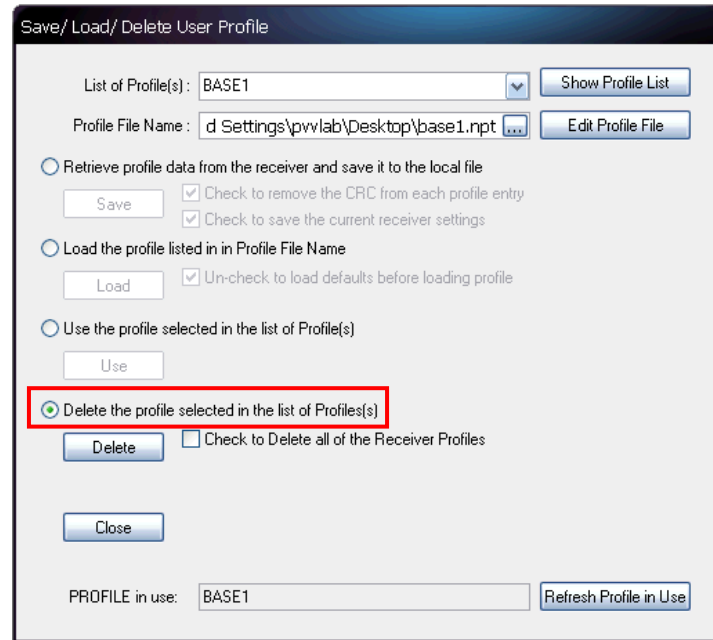 Save/ Load/ Delete User Profile
List of Profile(s) : BASE1 Show Profile List
Profile File Name : d Settings\pvvlab\Desktop\base1.npt ... Edit Profile File
Retrieve profile data from the receiver and save it to the local file
Save Check to remove the CRC from each profile entry
Check to save the current receiver settings
Load the profile listed in in Profile File Name
Load Un-check to load defaults before loading profile
Use the profile selected in the list of Profile(s)
Use
Delete the profile selected in the list of Profiles(s)
Delete Check to Delete all of the Receiver Profiles
Close
PROFILE in use: BASE1 Refresh Profile in Use